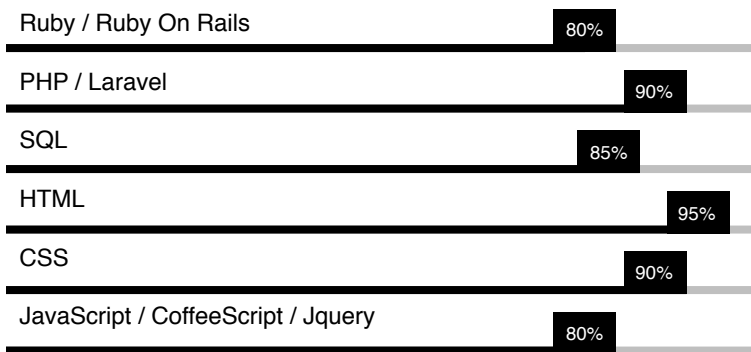 Ruby / Ruby On Rails
80%
PHP / Laravel
90%
SQL
85%
HTML
95%
CSS
90%
JavaScript / CoffeeScript / Jquery
80%